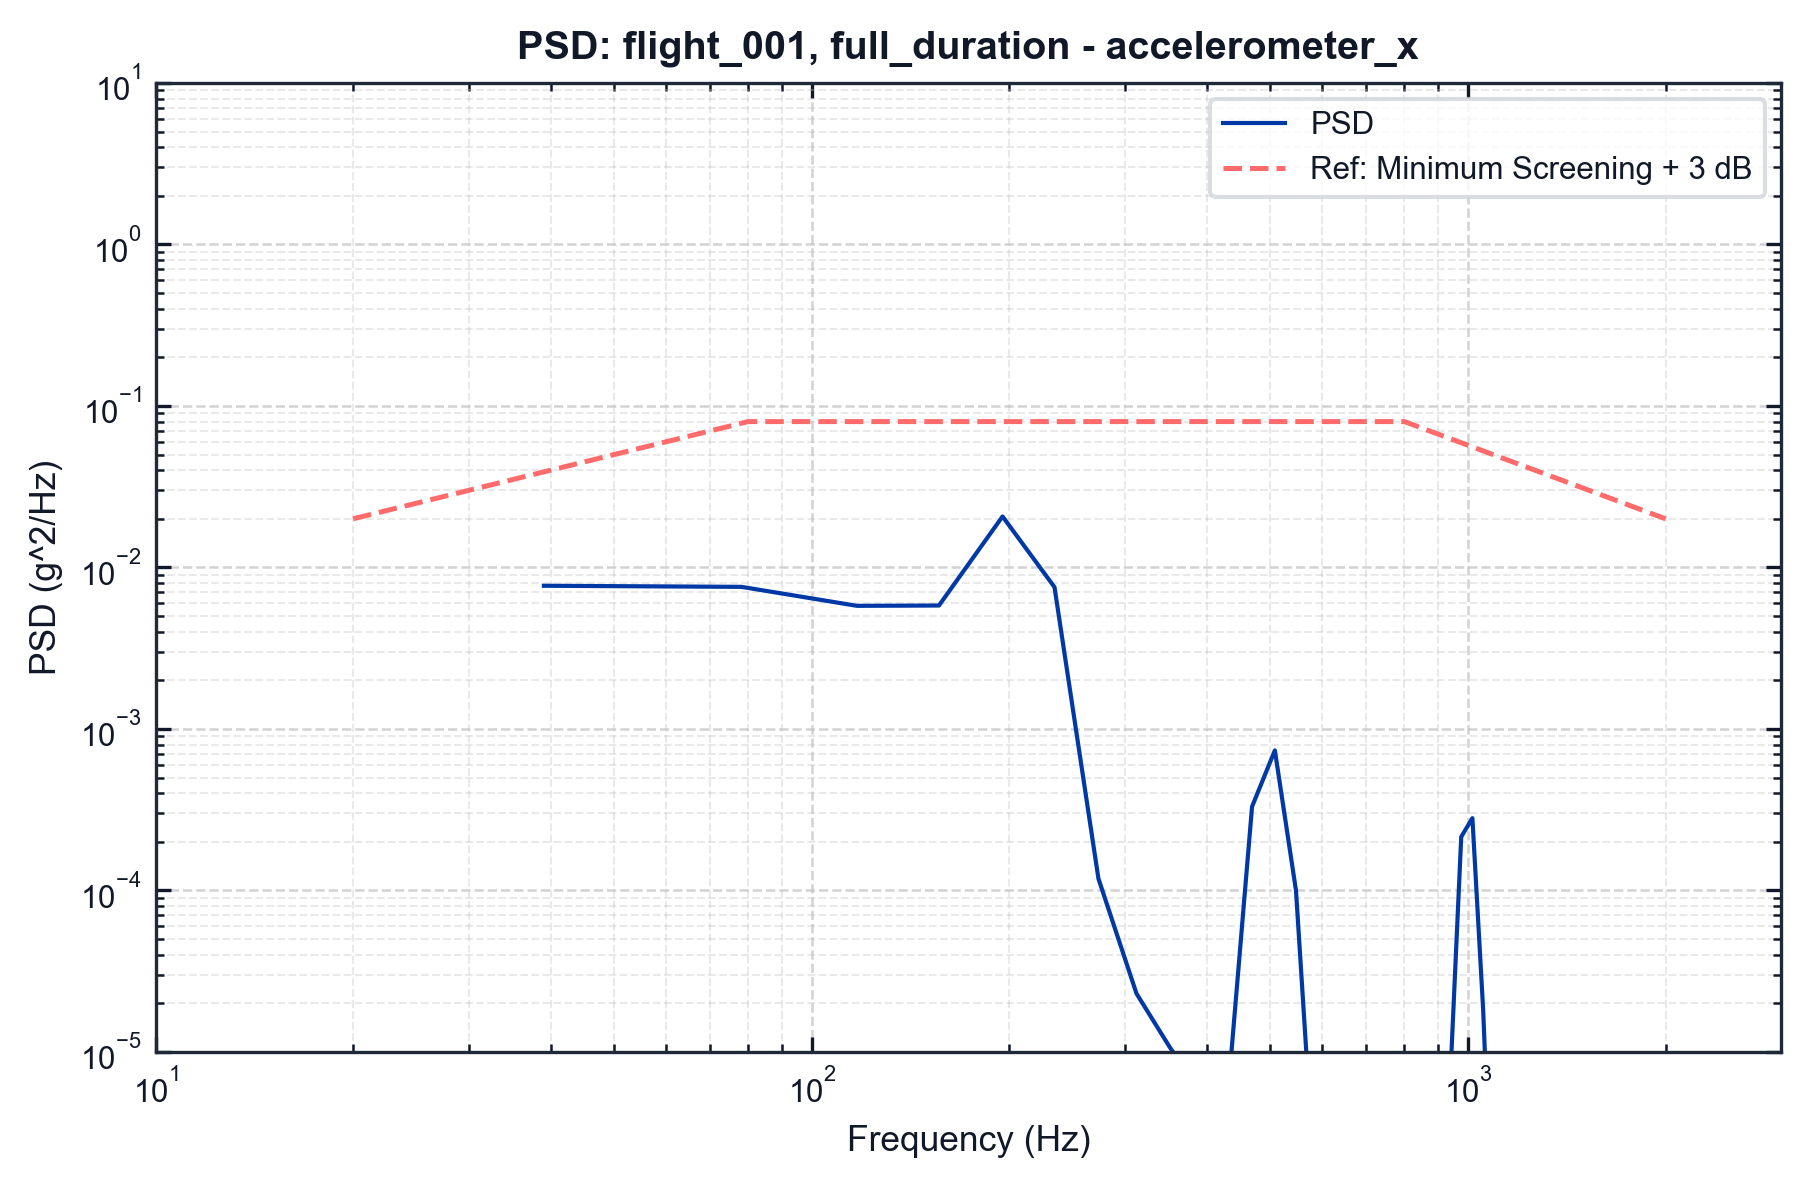 PSD: flight_001, full_duration - accelerometer_x
PSD
Ref: Minimum Screening + 3 dB
10^1
10^0
10^−1
10^−2
10^−3
10^−4
10^−5
PSD (g^2/Hz)
10^1 10^2 10^3
Frequency (Hz)